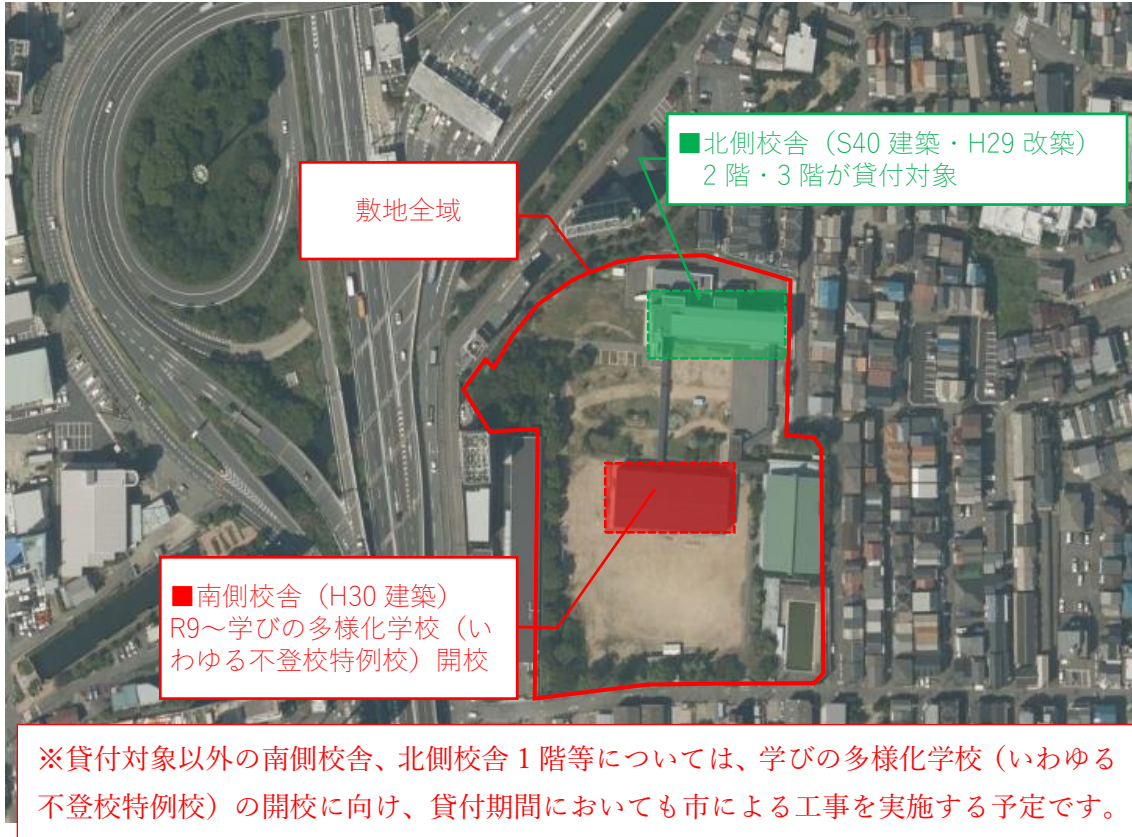 ■北側校舎（S40 建築・H29 改築）
2 階・3 階が貸付対象
敷地全域
■南側校舎（H30 建築）
R9～学びの多様化学校（い
わゆる不登校特例校）開校
※貸付対象以外の南側校舎、北側校舎 1 階等については、学びの多様化学校（いわゆる
不登校特例校）の開校に向け、貸付期間においても市による工事を実施する予定です。